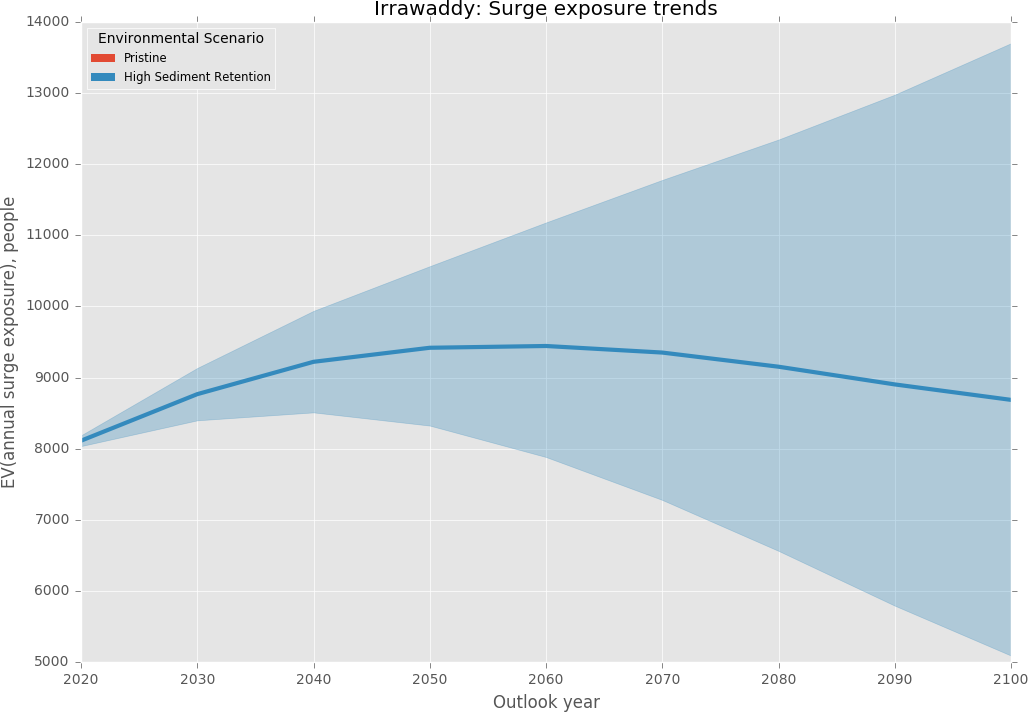 Irrawaddy: Surge exposure trends
Environmental Scenario
Pristine
High Sediment Retention
EV(annual surge exposure), people
14000
13000
12000
11000
10000
9000
8000
7000
6000
5000
2020 2030 2040 2050 2060 2070 2080 2090 2100
Outlook year